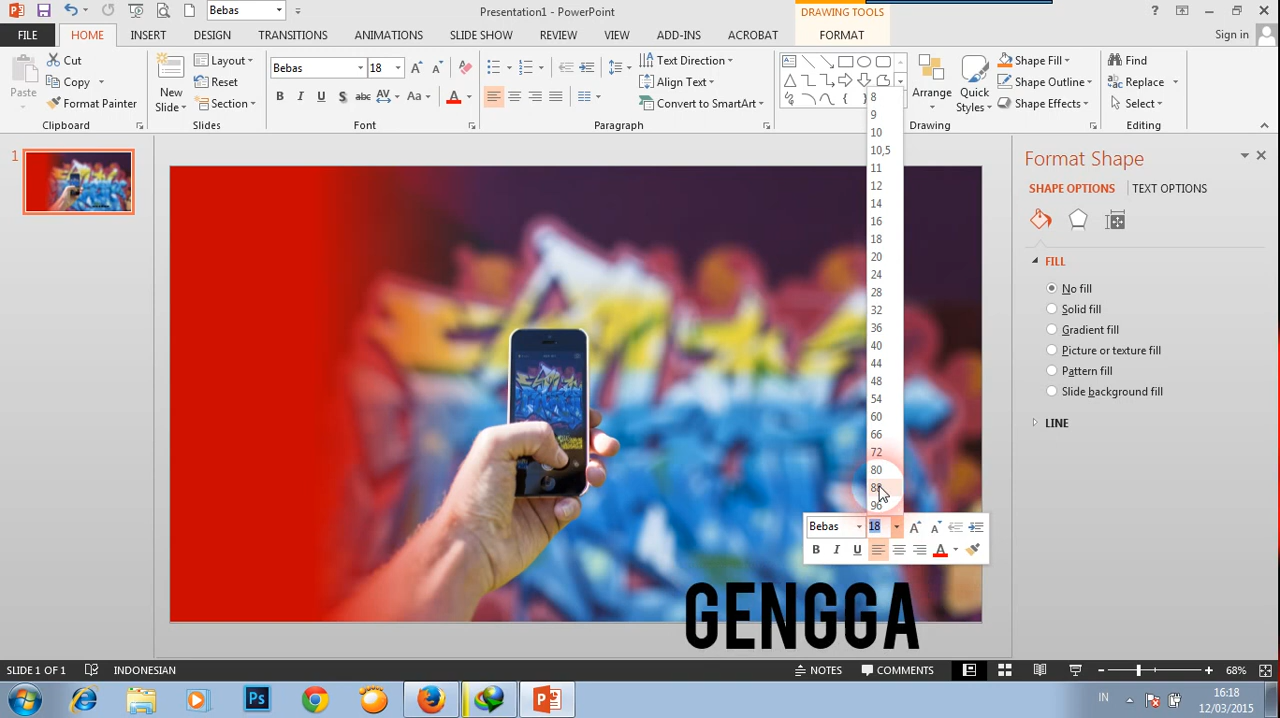 Bebas
Presentation1 - PowerPoint
DRAWING TOOLS
?
FILE
HOME
INSERT
DESIGN
TRANSITIONS
ANIMATIONS
SLIDE SHOW
REVIEW
VIEW
ADD-INS
ACROBAT
FORMAT
Sign in
Paste
Cut
Copy
Format Painter
Clipboard
New
Slide
Layout
Reset
Section
Slides
Bebas
18
B I U S abc AV Aa A
Font
Text Direction
Align Text
Convert to SmartArt
Paragraph
Arrange
Quick
Styles
Shape Fill
Shape Outline
Shape Effects
Drawing
Find
Replace
Select
Editing
8
9
10
10,5
11
12
14
16
18
20
24
28
32
36
40
44
48
54
60
66
72
80
96
1
Format Shape
SHAPE OPTIONS
TEXT OPTIONS
FILL
No fill
Solid fill
Gradient fill
Picture or texture fill
Pattern fill
Slide background fill
LINE
Bebas
18
B I U A
GENGGA
SLIDE 1 OF 1
INDONESIAN
NOTES
COMMENTS
68%
Ps
IN
16:18
12/03/2015